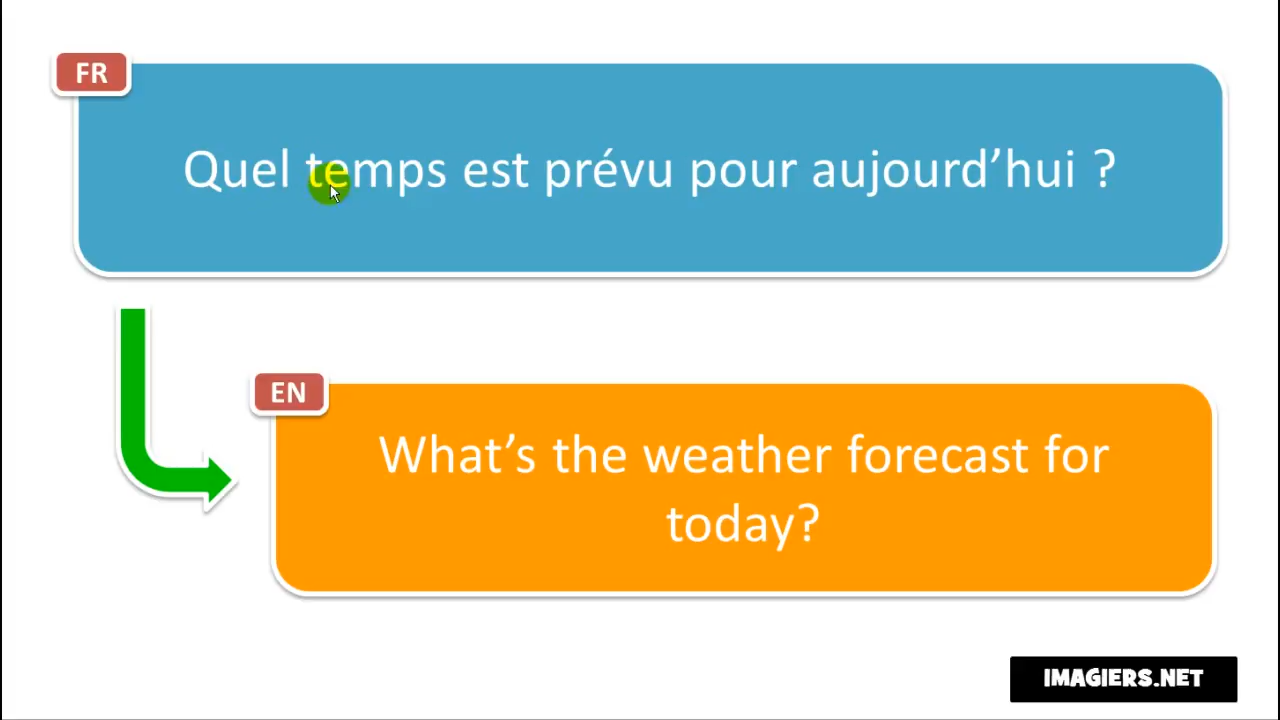 FR
Quel temps est prévu pour aujourd’hui ?
EN
What’s the weather forecast for
today?
IMAGIERS.NET